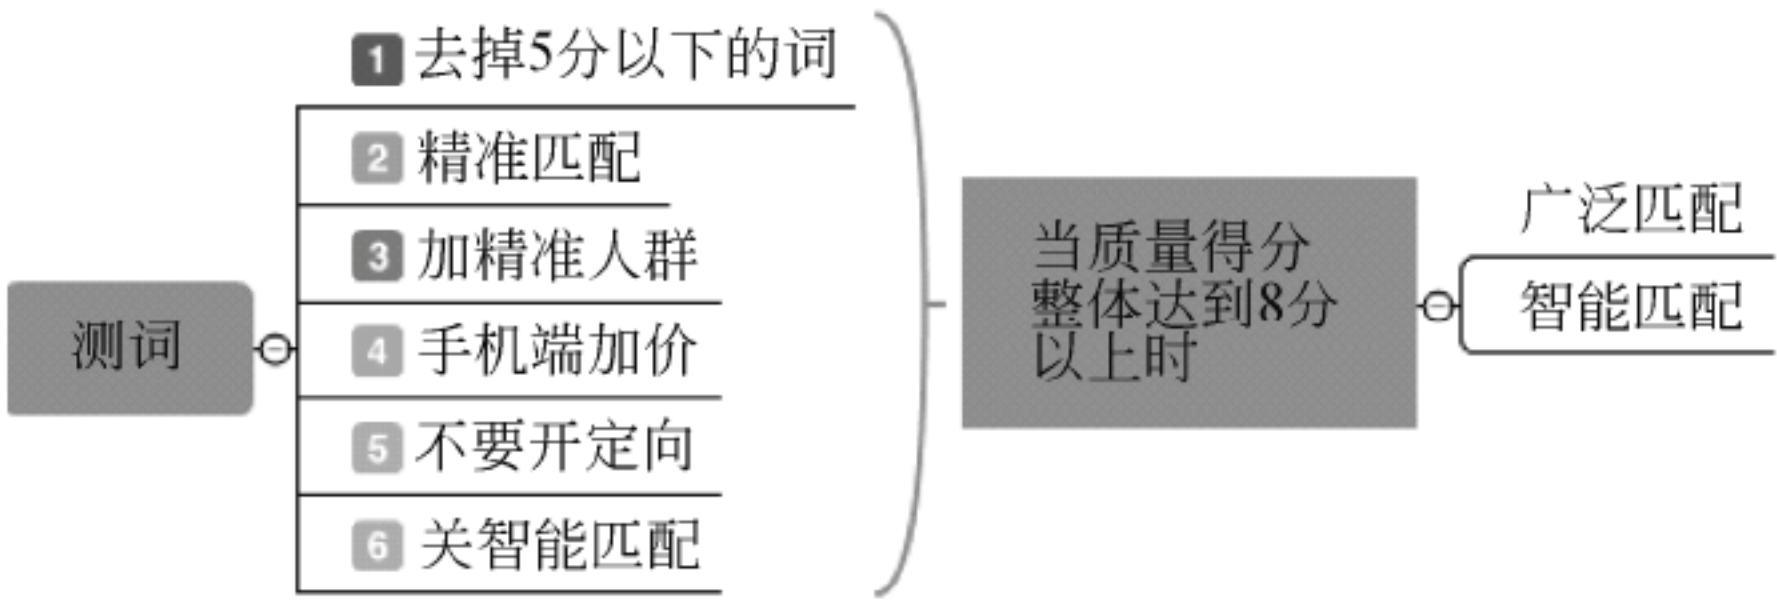 测词
1 去掉5分以下的词
2 精准匹配
3 加精准人群
4 手机端加价
5 不要开定向
6 关智能匹配
当质量得分
整体达到8分
以上时
广泛匹配
智能匹配